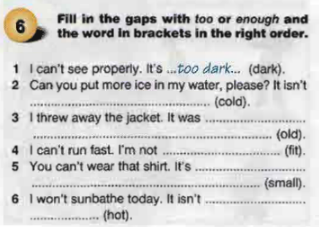 6
Fill in the gaps with too or enough and
the word in brackets in the right order.
1 I can't see properly. It's ...too dark... (dark).
2 Can you put more ice in my water, please? It isn't
.................................................... (cold).
3 I threw away the jacket. It was .........................
.................................................................... (old).
4 I can't run fast. I'm not ................................ (fit).
5 You can't wear that shirt. It's ............................
................................................................. (small).
6 I won't sunbathe today. It isn't .........................
.................... (hot).